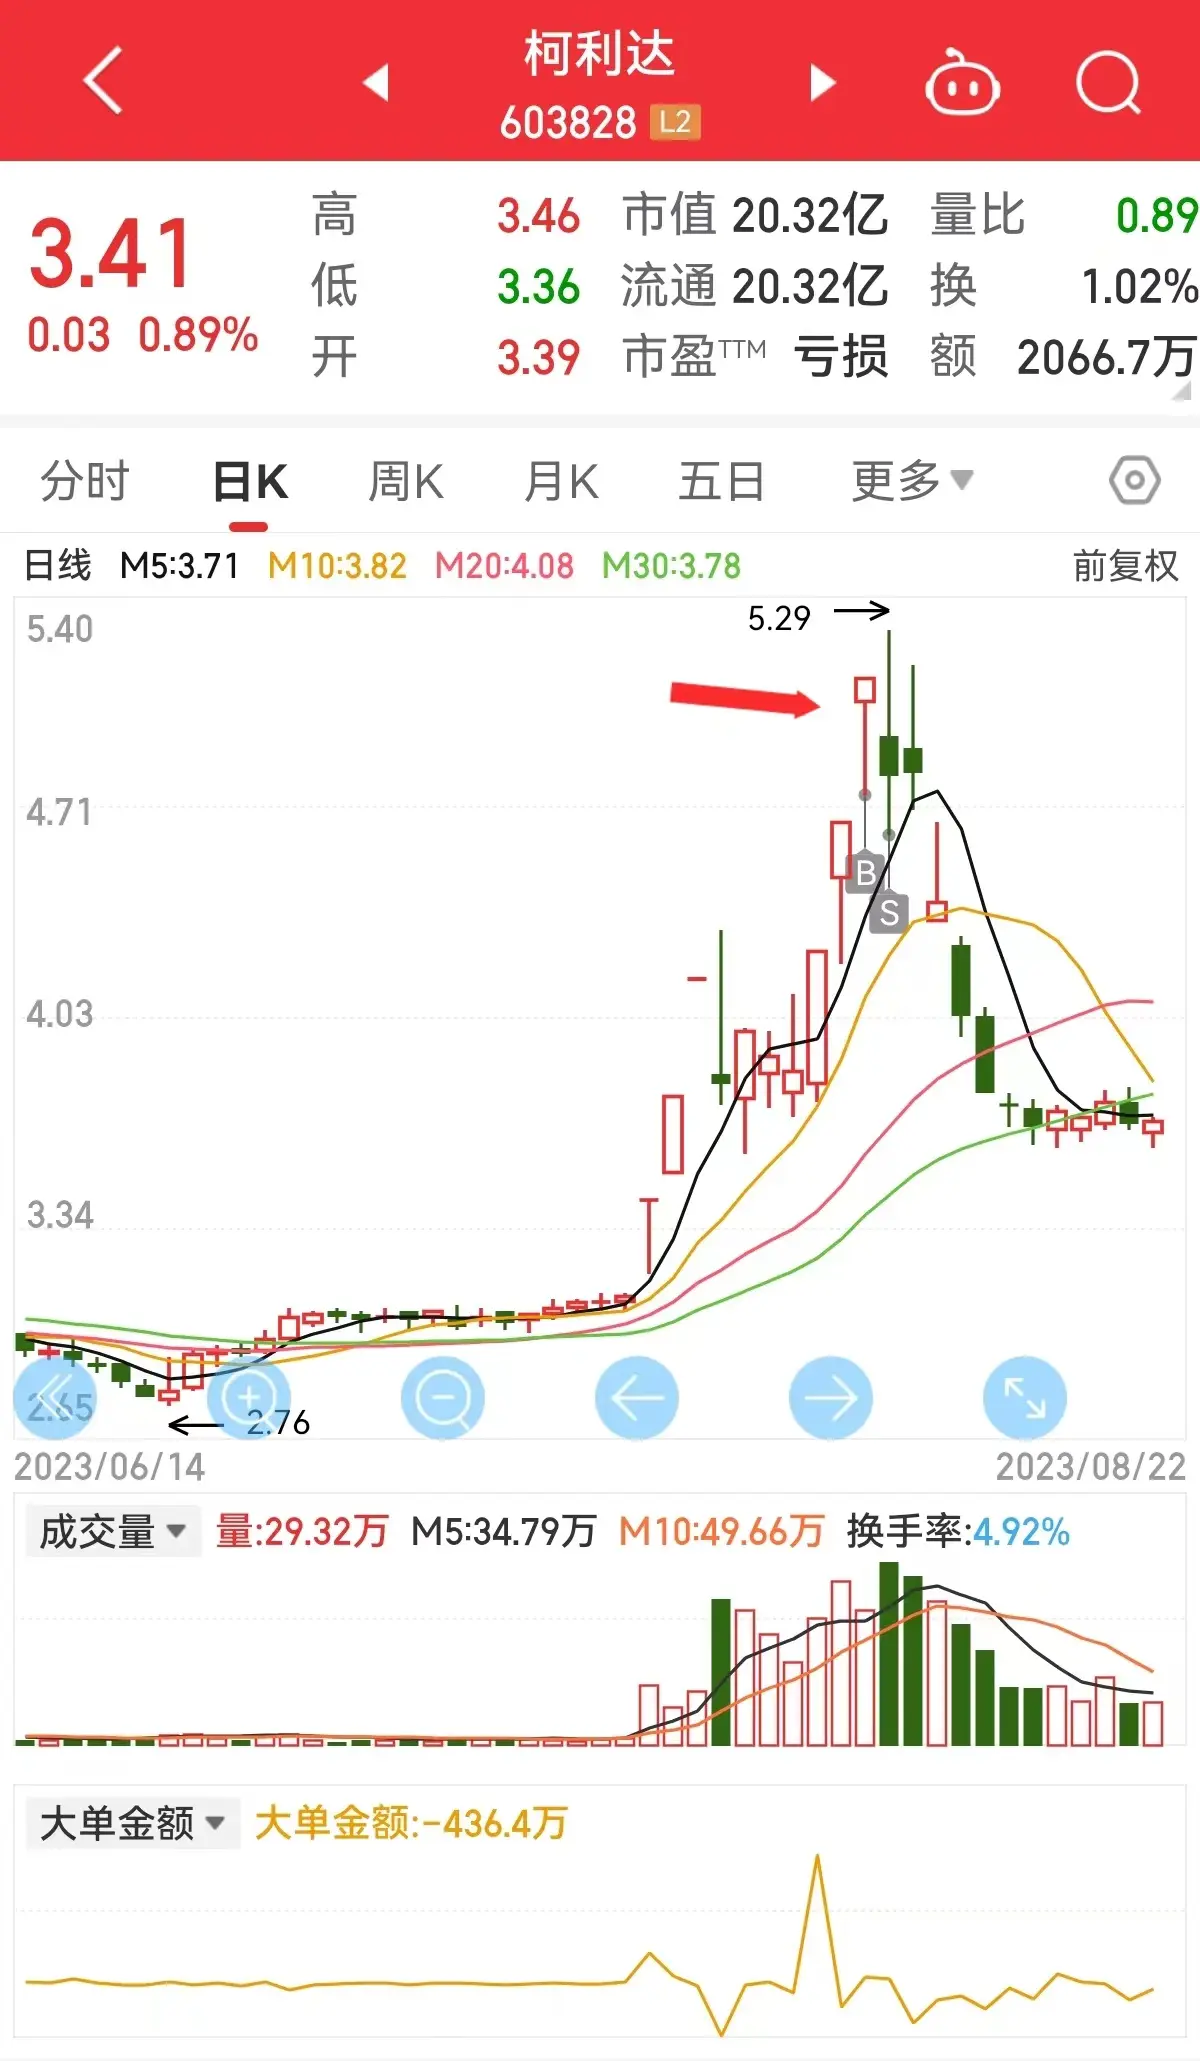 柯利达
603828 L2
3.41
0.03 0.89%
高 3.46 市值 20.32亿 量比 0.89
低 3.36 流通 20.32亿 换 1.02%
开 3.39 市盈TTM 亏损 额 2066.7万
分时 日K 周K 月K 五日 更多
日线 M5:3.71 M10:3.82 M20:4.08 M30:3.78 前复权
5.40
5.29
4.71
B
S
4.03
3.34
2.65
2.76
2023/06/14 2023/08/22
成交量 量:29.32万 M5:34.79万 M10:49.66万 换手率:4.92%
大单金额 大单金额:-436.4万